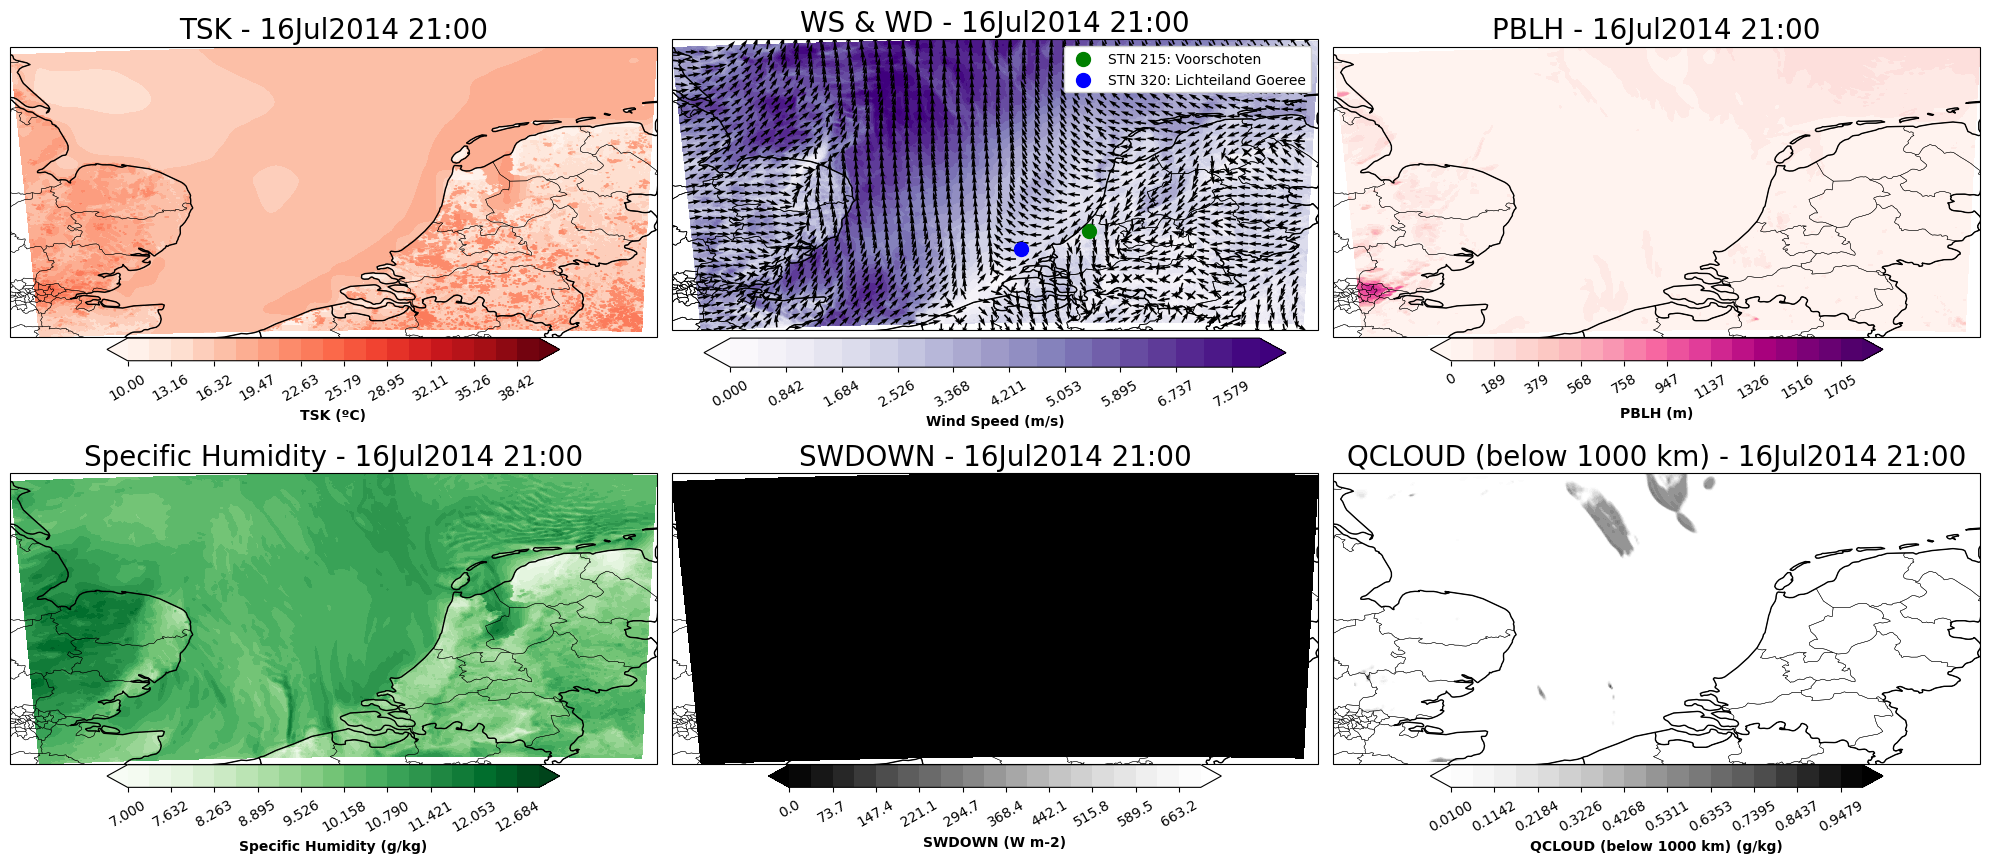 TSK - 16Jul2014 21:00
10.00 13.16 16.32 19.47 22.63 25.79 28.95 32.11 35.26 38.42
TSK (ºC)
WS & WD - 16Jul2014 21:00
STN 215: Voorschoten
STN 320: Lichteiland Goeree
0.000 0.842 1.684 2.526 3.368 4.211 5.053 5.895 6.737 7.579
Wind Speed (m/s)
PBLH - 16Jul2014 21:00
0 189 379 568 758 947 1137 1326 1516 1705
PBLH (m)
Specific Humidity - 16Jul2014 21:00
7.000 7.632 8.263 8.895 9.526 10.158 10.790 11.421 12.053 12.684
Specific Humidity (g/kg)
SWDOWN - 16Jul2014 21:00
0.0 73.7 147.4 221.1 294.7 368.4 442.1 515.8 589.5 663.2
SWDOWN (W m-2)
QCLOUD (below 1000 km) - 16Jul2014 21:00
0.0100 0.1142 0.2184 0.3226 0.4268 0.5311 0.6353 0.7395 0.8437 0.9479
QCLOUD (below 1000 km) (g/kg)